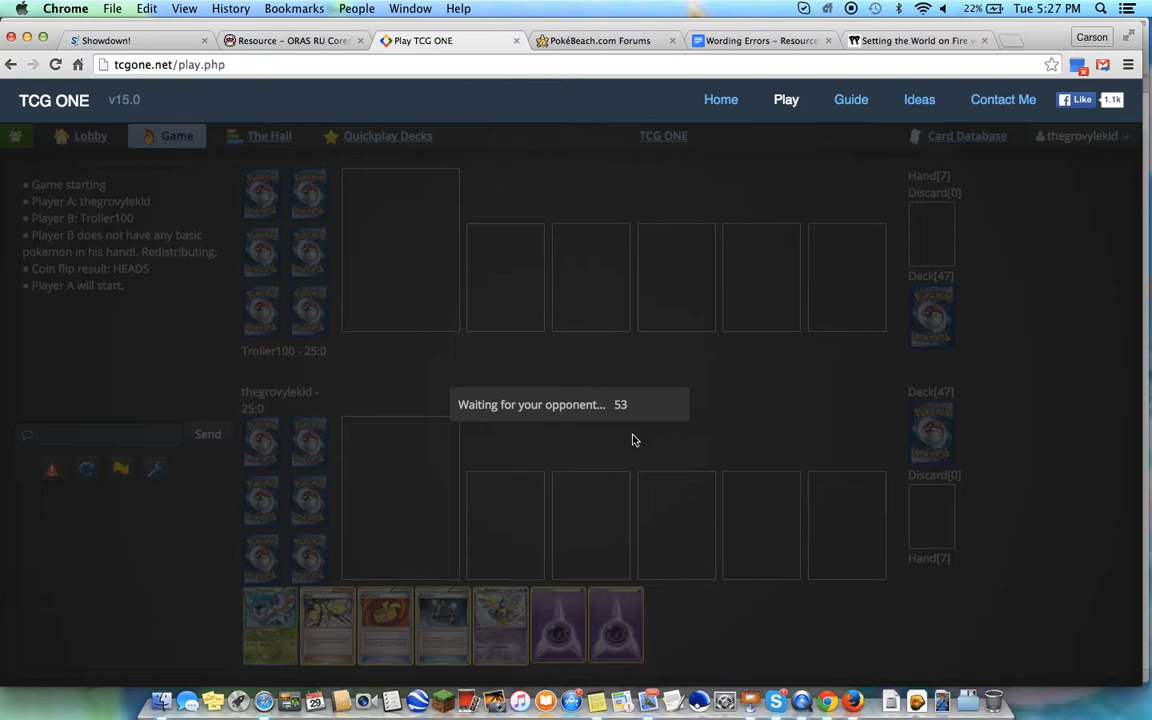 Chrome File Edit View History Bookmarks People Window Help 22% Tue 5:27 PM
Showdown! Resource – ORAS RU Cores Play TCG ONE PokéBeach.com Forums Wording Errors – Resource Setting the World on Fire Carson
tcgone.net/play.php
TCG ONE v15.0 Home Play Guide Ideas Contact Me Like 1.1k
Lobby Game The Hall Quickplay Decks TCG ONE Card Database thegrovylekid
Game starting
Player A: thegrovylekid
Player B: Troller100
Player B does not have any basic
pokemon in his hand!. Redistributing.
Coin flip result: HEADS
Player A will start.
Hand[7]
Discard[0]
Deck[47]
Troller100 - 25:0
thegrovylekid -
25:0
Waiting for your opponent... 53
Send
Deck[47]
Discard[0]
Hand[7]